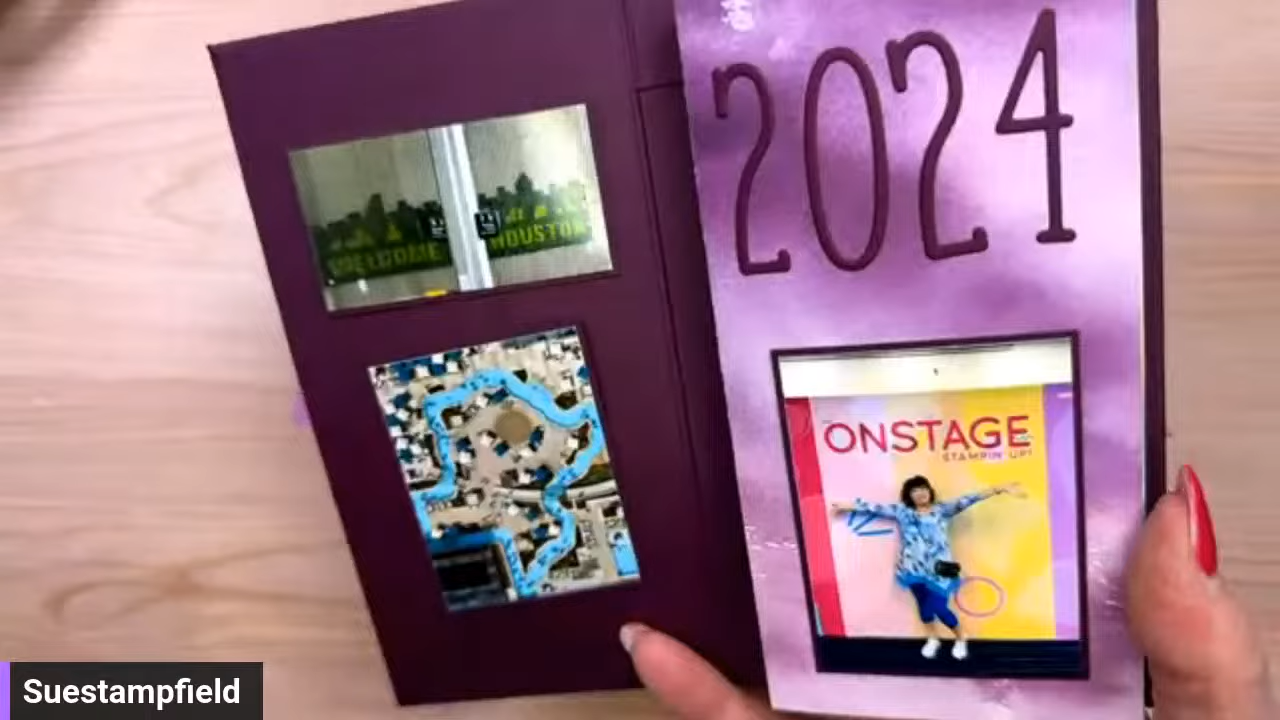 2024
WELCOME
HOUSTON
ONSTAGE
STAMPIN' UP!
Suestampfield